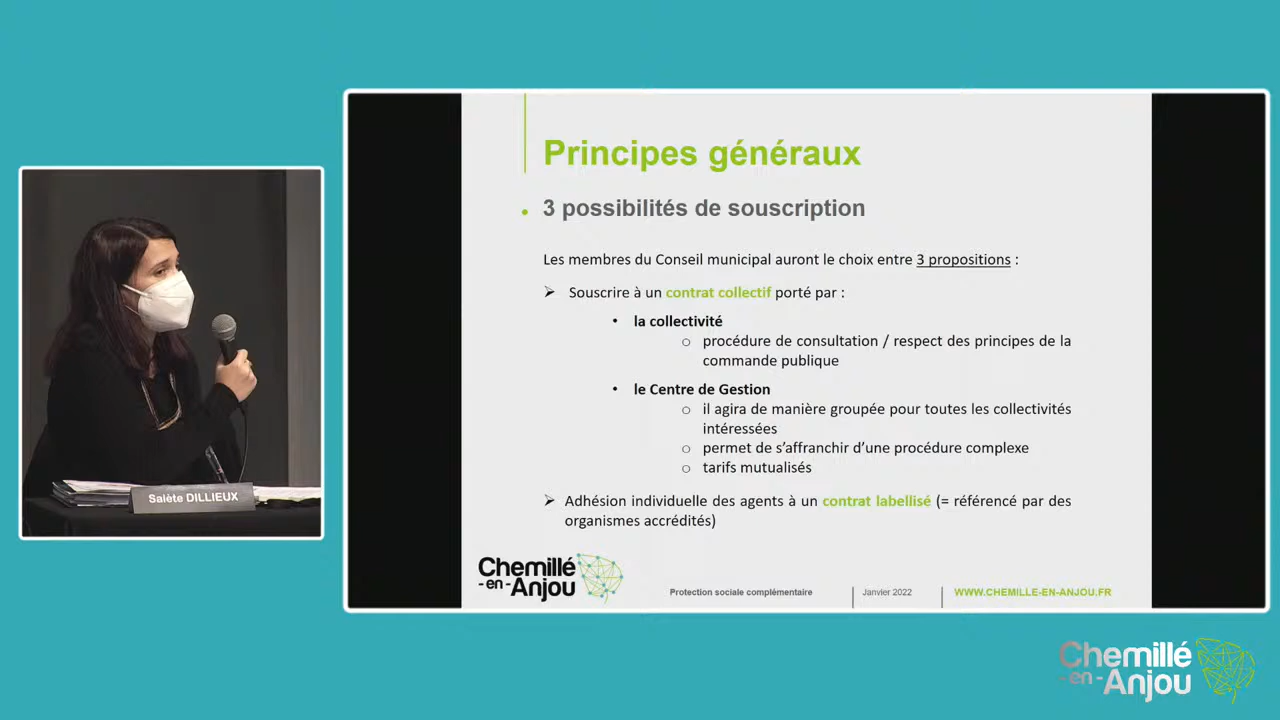 Principes généraux
• 3 possibilités de souscription
Les membres du Conseil municipal auront le choix entre 3 propositions :
➢ Souscrire à un contrat collectif porté par :
• la collectivité
o procédure de consultation / respect des principes de la
commande publique
• le Centre de Gestion
o il agira de manière groupée pour toutes les collectivités
intéressées
o permet de s’affranchir d’une procédure complexe
o tarifs mutualisés
➢ Adhésion individuelle des agents à un contrat labellisé (= référencé par des
organismes accrédités)
Chemillé
-en-Anjou
Protection sociale complémentaire
Janvier 2022
WWW.CHEMILLE-EN-ANJOU.FR
Salète DILLIEUX
Chemillé
-en-
Anjou